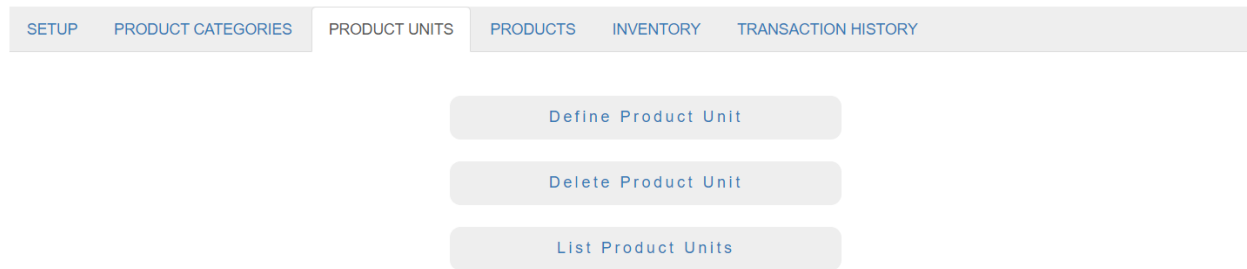 SETUP PRODUCT CATEGORIES PRODUCT UNITS PRODUCTS INVENTORY TRANSACTION HISTORY
Define Product Unit
Delete Product Unit
List Product Units